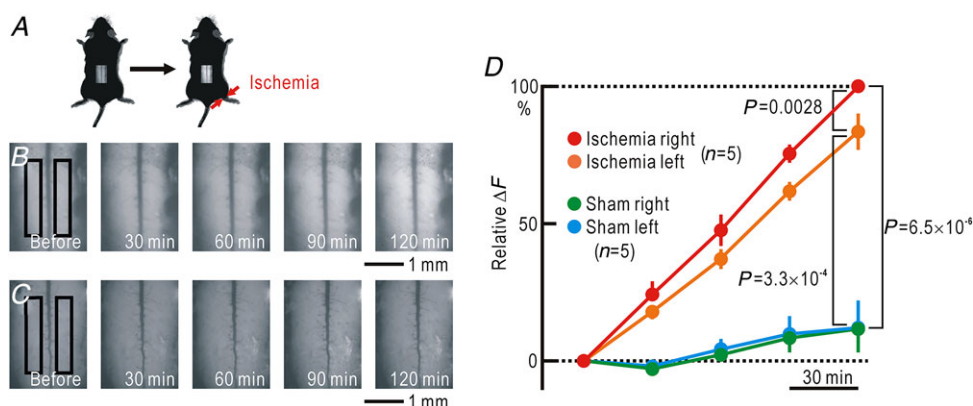 A
Ischemia
B
Before
30 min
60 min
90 min
120 min
1 mm
C
Before
30 min
60 min
90 min
120 min
1 mm
D
100
%
50
0
Relative ΔF
Ischemia right
Ischemia left
(n=5)
Sham right
Sham left
(n=5)
P=0.0028
P=6.5×10⁻⁶
P=3.3×10⁻⁴
30 min